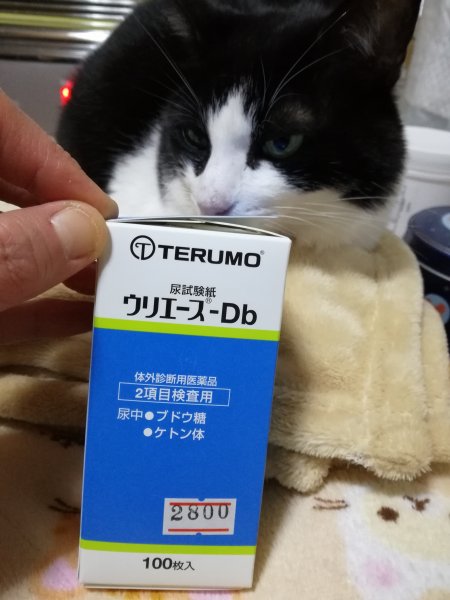 TERUMO®
尿試験紙
ウリエース®-Db
体外診断用医薬品
2項目検査用
尿中●ブドウ糖
●ケトン体
2800
100枚入